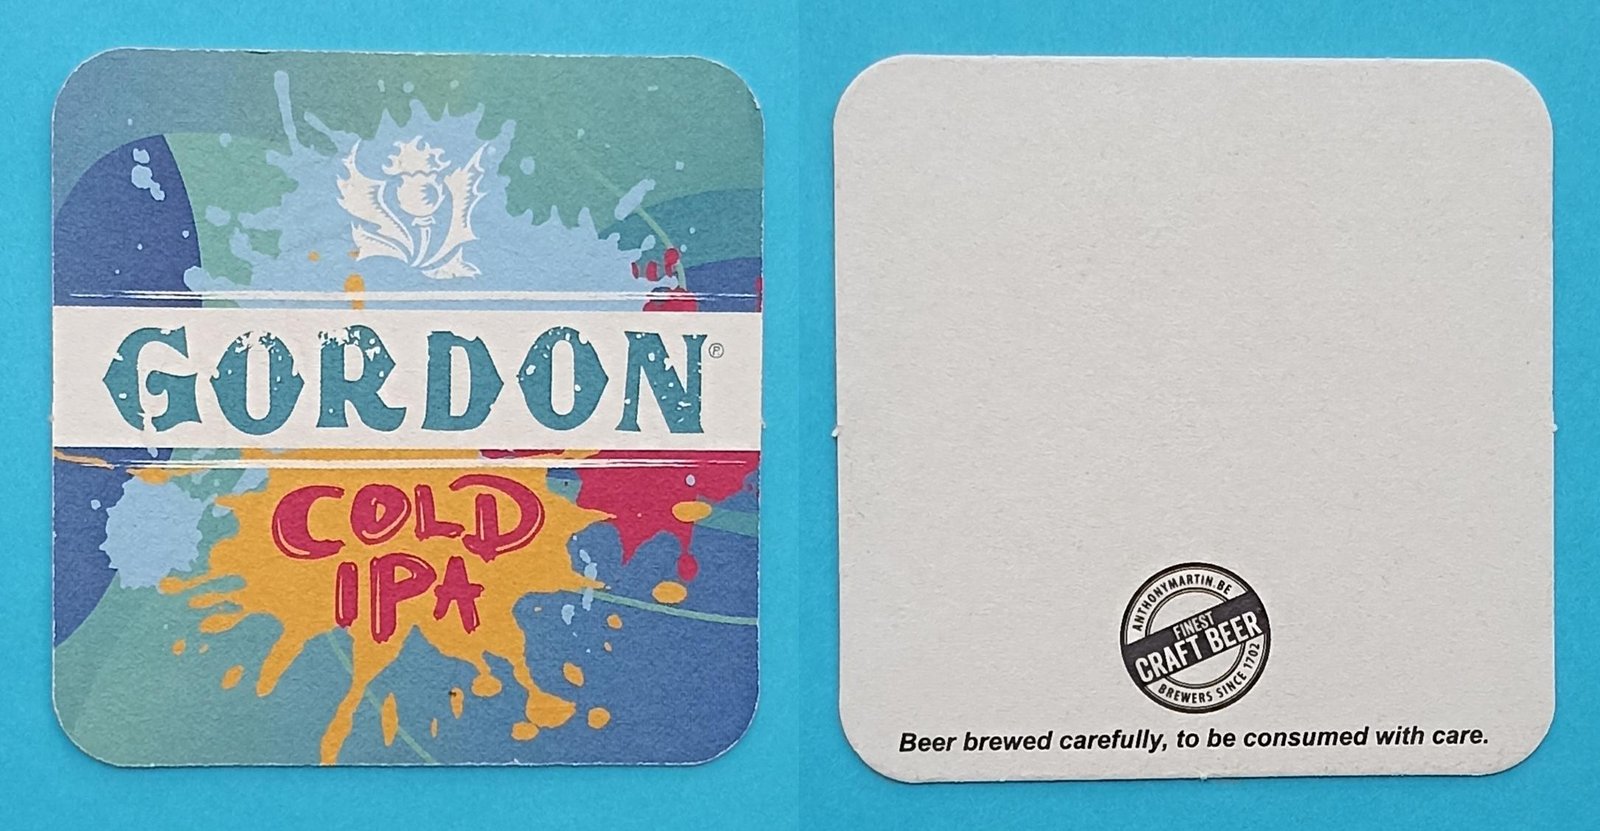 GORDON®
COLD
IPA
ANTHONYMARTIN.BE
FINEST
CRAFT BEER
BREWERS SINCE 1702
Beer brewed carefully, to be consumed with care.